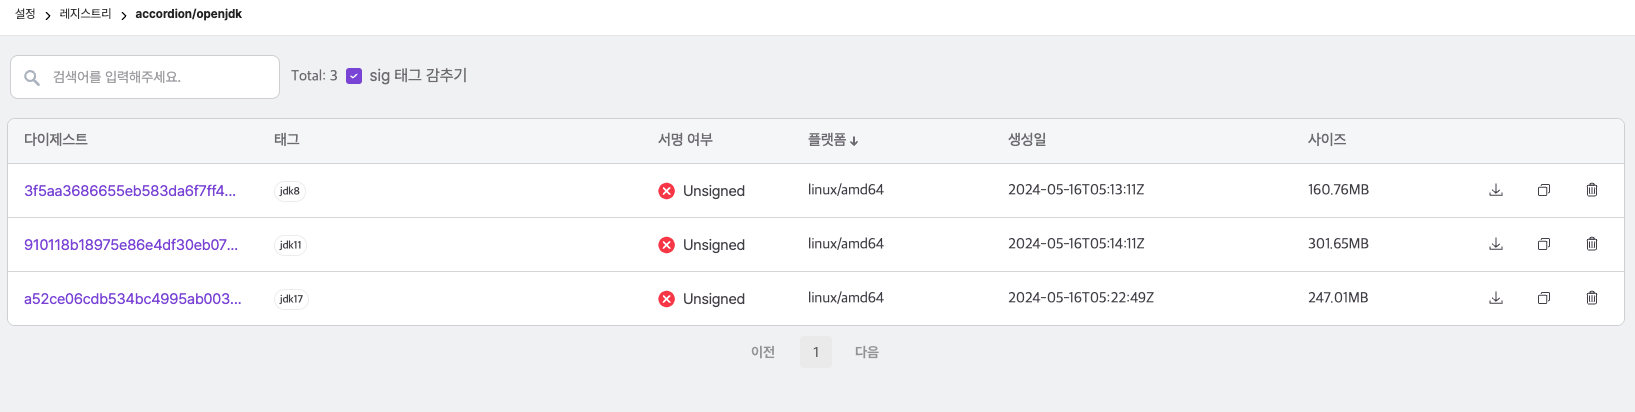 설정 > 레지스트리 > accordion/openjdk
검색어를 입력해주세요. Total: 3 sig 태그 감추기
다이제스트 태그 서명 여부 플랫폼 ↓ 생성일 사이즈
3f5aa3686655eb583da6f7ff4... jdk8 Unsigned linux/amd64 2024-05-16T05:13:11Z 160.76MB
910118b18975e86e4df30eb07... jdk11 Unsigned linux/amd64 2024-05-16T05:14:11Z 301.65MB
a52ce06cdb534bc4995ab003... jdk17 Unsigned linux/amd64 2024-05-16T05:22:49Z 247.01MB
이전 1 다음